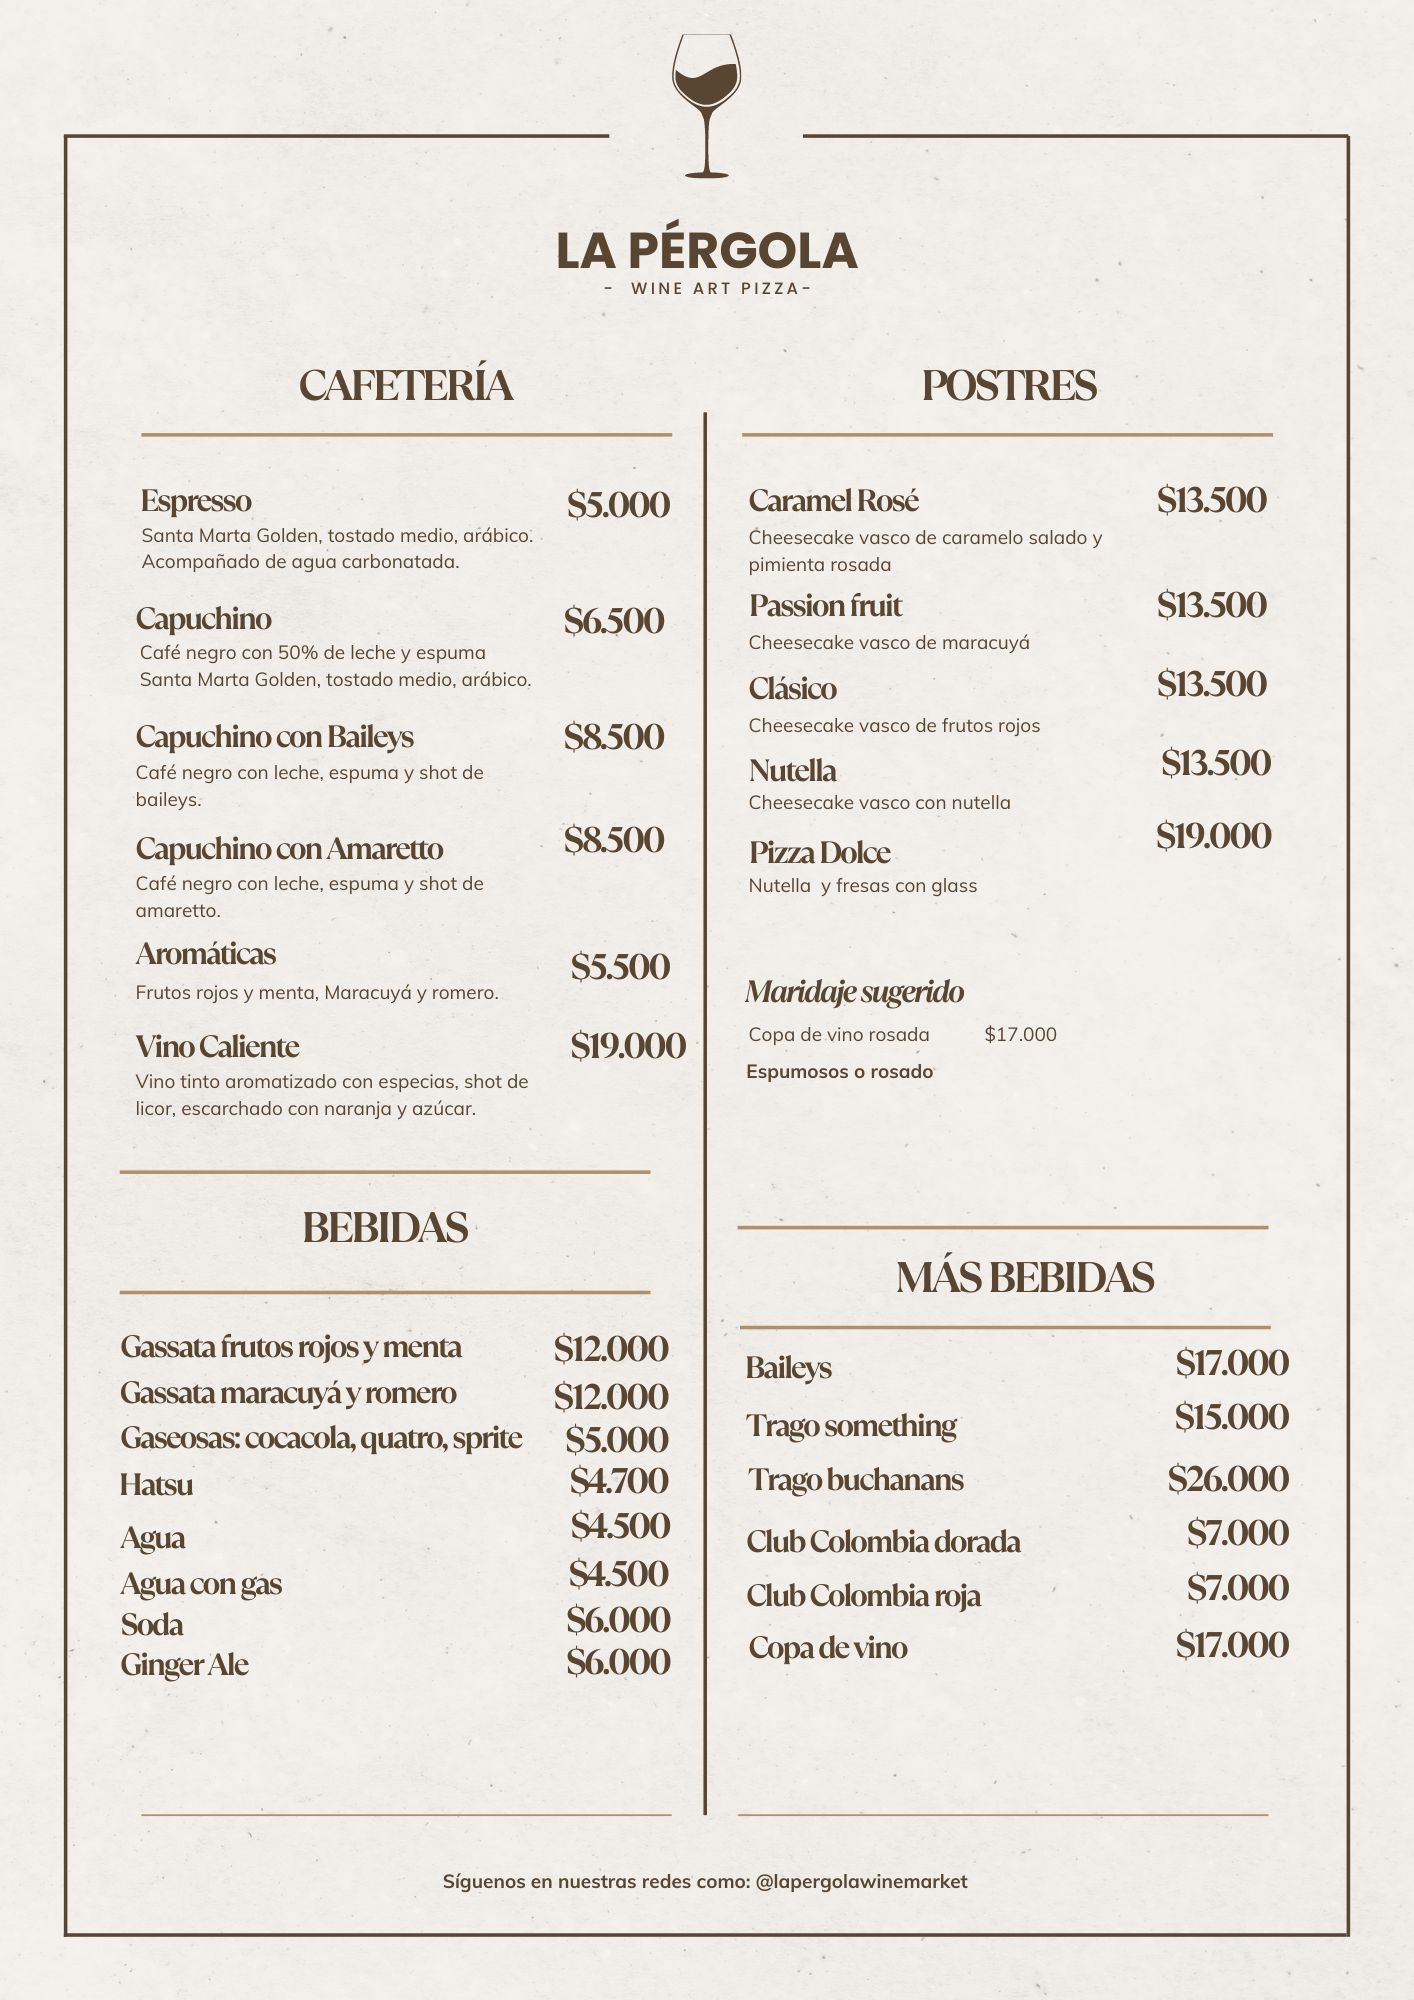 LA PÉRGOLA
- WINE ART PIZZA-
CAFETERÍA
Espresso $5.000
Santa Marta Golden, tostado medio, arábico.
Acompañado de agua carbonatada.
Capuchino $6.500
Café negro con 50% de leche y espuma
Santa Marta Golden, tostado medio, arábico.
Capuchino con Baileys $8.500
Café negro con leche, espuma y shot de
baileys.
Capuchino con Amaretto $8.500
Café negro con leche, espuma y shot de
amaretto.
Aromáticas $5.500
Frutos rojos y menta, Maracuyá y romero.
Vino Caliente $19.000
Vino tinto aromatizado con especias, shot de
licor, escarchado con naranja y azúcar.
BEBIDAS
Gassata frutos rojos y menta $12.000
Gassata maracuyá y romero $12.000
Gaseosas: cocacola, quatro, sprite $5.000
Hatsu $4.700
Agua $4.500
Agua con gas $4.500
Soda $6.000
Ginger Ale $6.000
POSTRES
Caramel Rosé $13.500
Cheesecake vasco de caramelo salado y
pimienta rosada
Passion fruit $13.500
Cheesecake vasco de maracuyá
Clásico $13.500
Cheesecake vasco de frutos rojos
Nutella $13.500
Cheesecake vasco con nutella
Pizza Dolce $19.000
Nutella y fresas con glass
Maridaje sugerido
Copa de vino rosada $17.000
Espumosos o rosado
MÁS BEBIDAS
Baileys $17.000
Trago something $15.000
Trago buchanans $26.000
Club Colombia dorada $7.000
Club Colombia roja $7.000
Copa de vino $17.000
Síguenos en nuestras redes como: @lapergolawinemarket